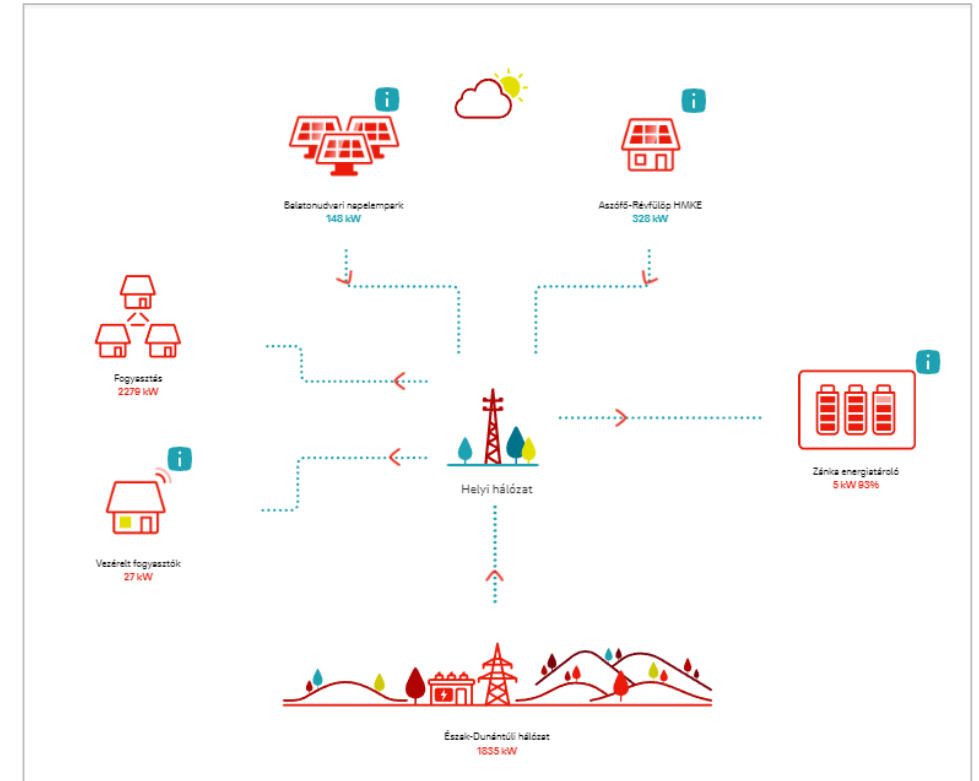 i
i
Balatonudvari napelempark
148 kW
Aszófő-Révfülöp HMKE
328 kW
Fogyasztás
2279 kW
i
Zánka energiatároló
5 kW 93%
Helyi hálózat
i
Vezérelt fogyasztók
27 kW
Észak-Dunántúli hálózat
1835 kW